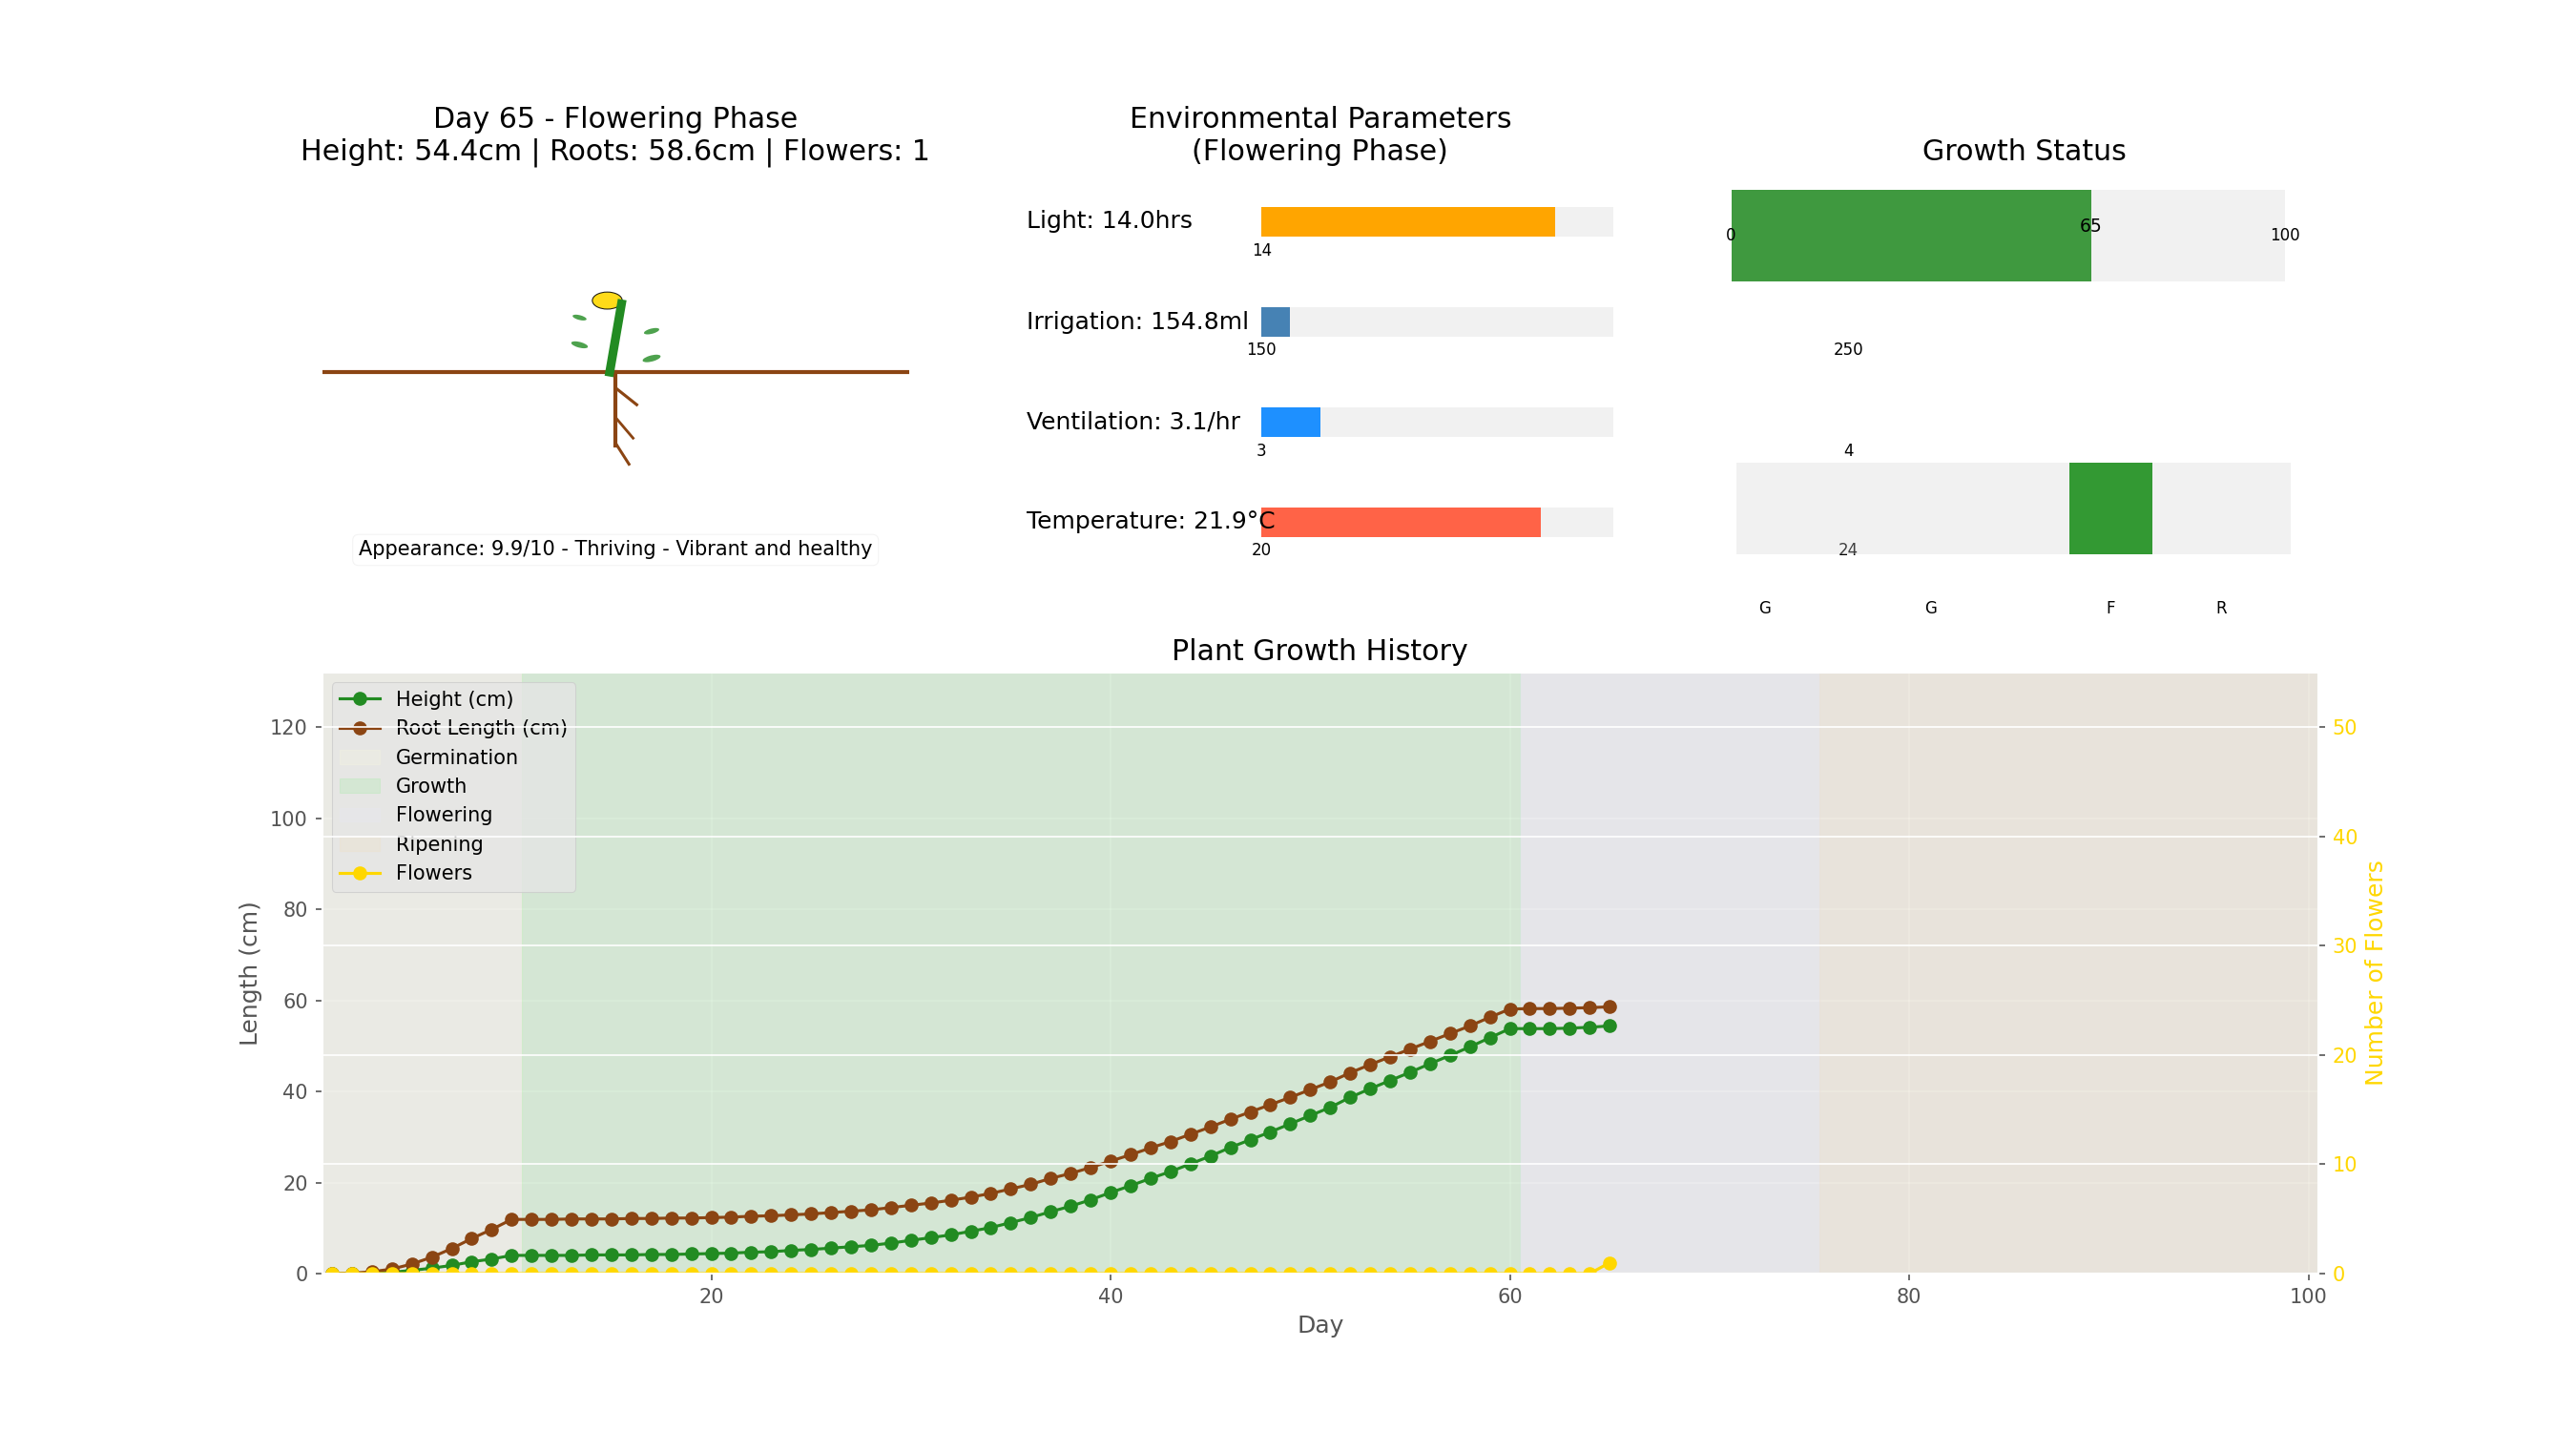 Day 65 - Flowering Phase
Height: 54.4cm | Roots: 58.6cm | Flowers: 1
Appearance: 9.9/10 - Thriving - Vibrant and healthy
Environmental Parameters
(Flowering Phase)
Light: 14.0hrs
14
Irrigation: 154.8ml
150
250
Ventilation: 3.1/hr
3
4
Temperature: 21.9°C
20
24
Growth Status
0
65
100
G
G
F
R
Plant Growth History
Height (cm)
Root Length (cm)
Germination
Growth
Flowering
Ripening
Flowers
Length (cm)
120
100
80
60
40
20
0
20
40
60
80
100
Day
50
40
30
20
10
0
Number of Flowers